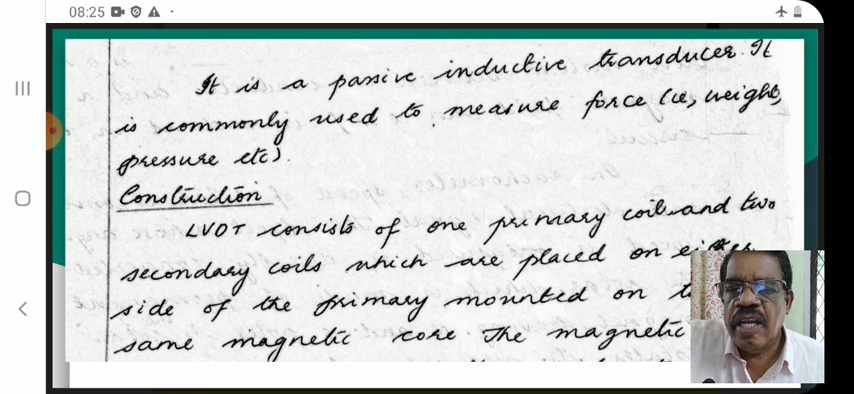 08:25
It is a passive inductive transducer. It
is commonly used to measure force (ie, weight,
pressure etc).
Construction
LVDT consists of one primary coil and two
secondary coils which are placed on either
side of the primary mounted on
same magnetic core. The magnetic